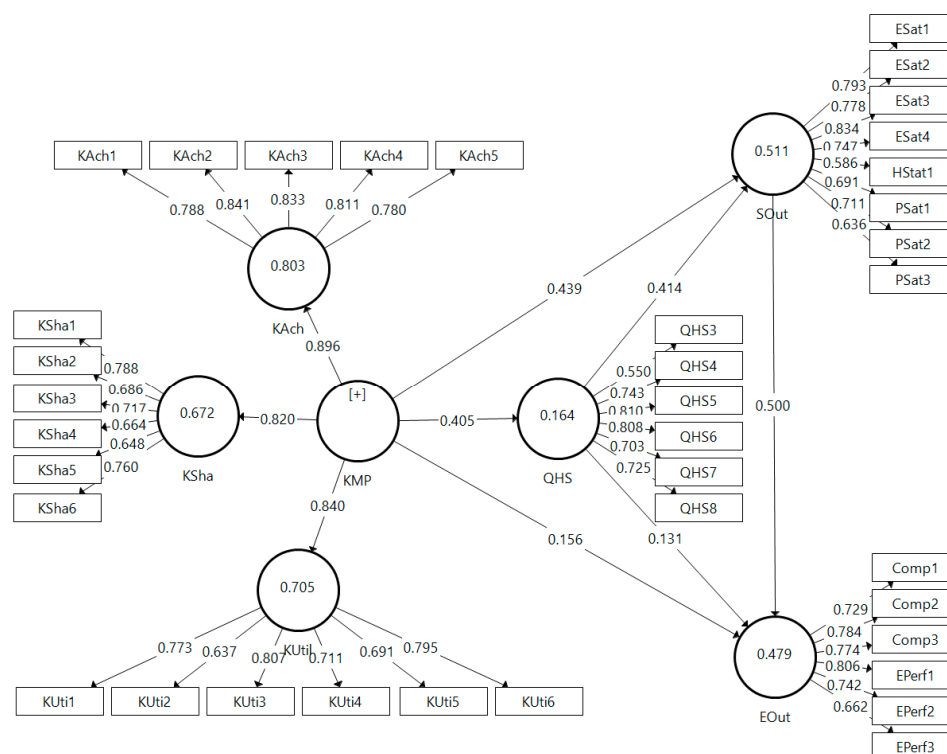 ESat1
ESat2
ESat3
ESat4
HStat1
PSat1
PSat2
PSat3
0.793
0.778
0.834
0.747
0.586
0.691
0.711
0.636
0.511
SOut
KAch1
KAch2
KAch3
KAch4
KAch5
0.788
0.841
0.833
0.811
0.780
0.803
KAch
0.896
0.439
0.414
0.500
KSha1
KSha2
KSha3
KSha4
KSha5
KSha6
0.788
0.686
0.717
0.664
0.648
0.760
0.672
KSha
0.820
[+]
KMP
0.405
0.164
QHS
QHS3
QHS4
QHS5
QHS6
QHS7
QHS8
0.550
0.743
0.810
0.808
0.703
0.725
0.840
0.156
0.131
0.705
KUtil
0.773
0.637
0.807
0.711
0.691
0.795
KUti1
KUti2
KUti3
KUti4
KUti5
KUti6
0.479
EOut
0.729
0.784
0.774
0.806
0.742
0.662
Comp1
Comp2
Comp3
EPerf1
EPerf2
EPerf3